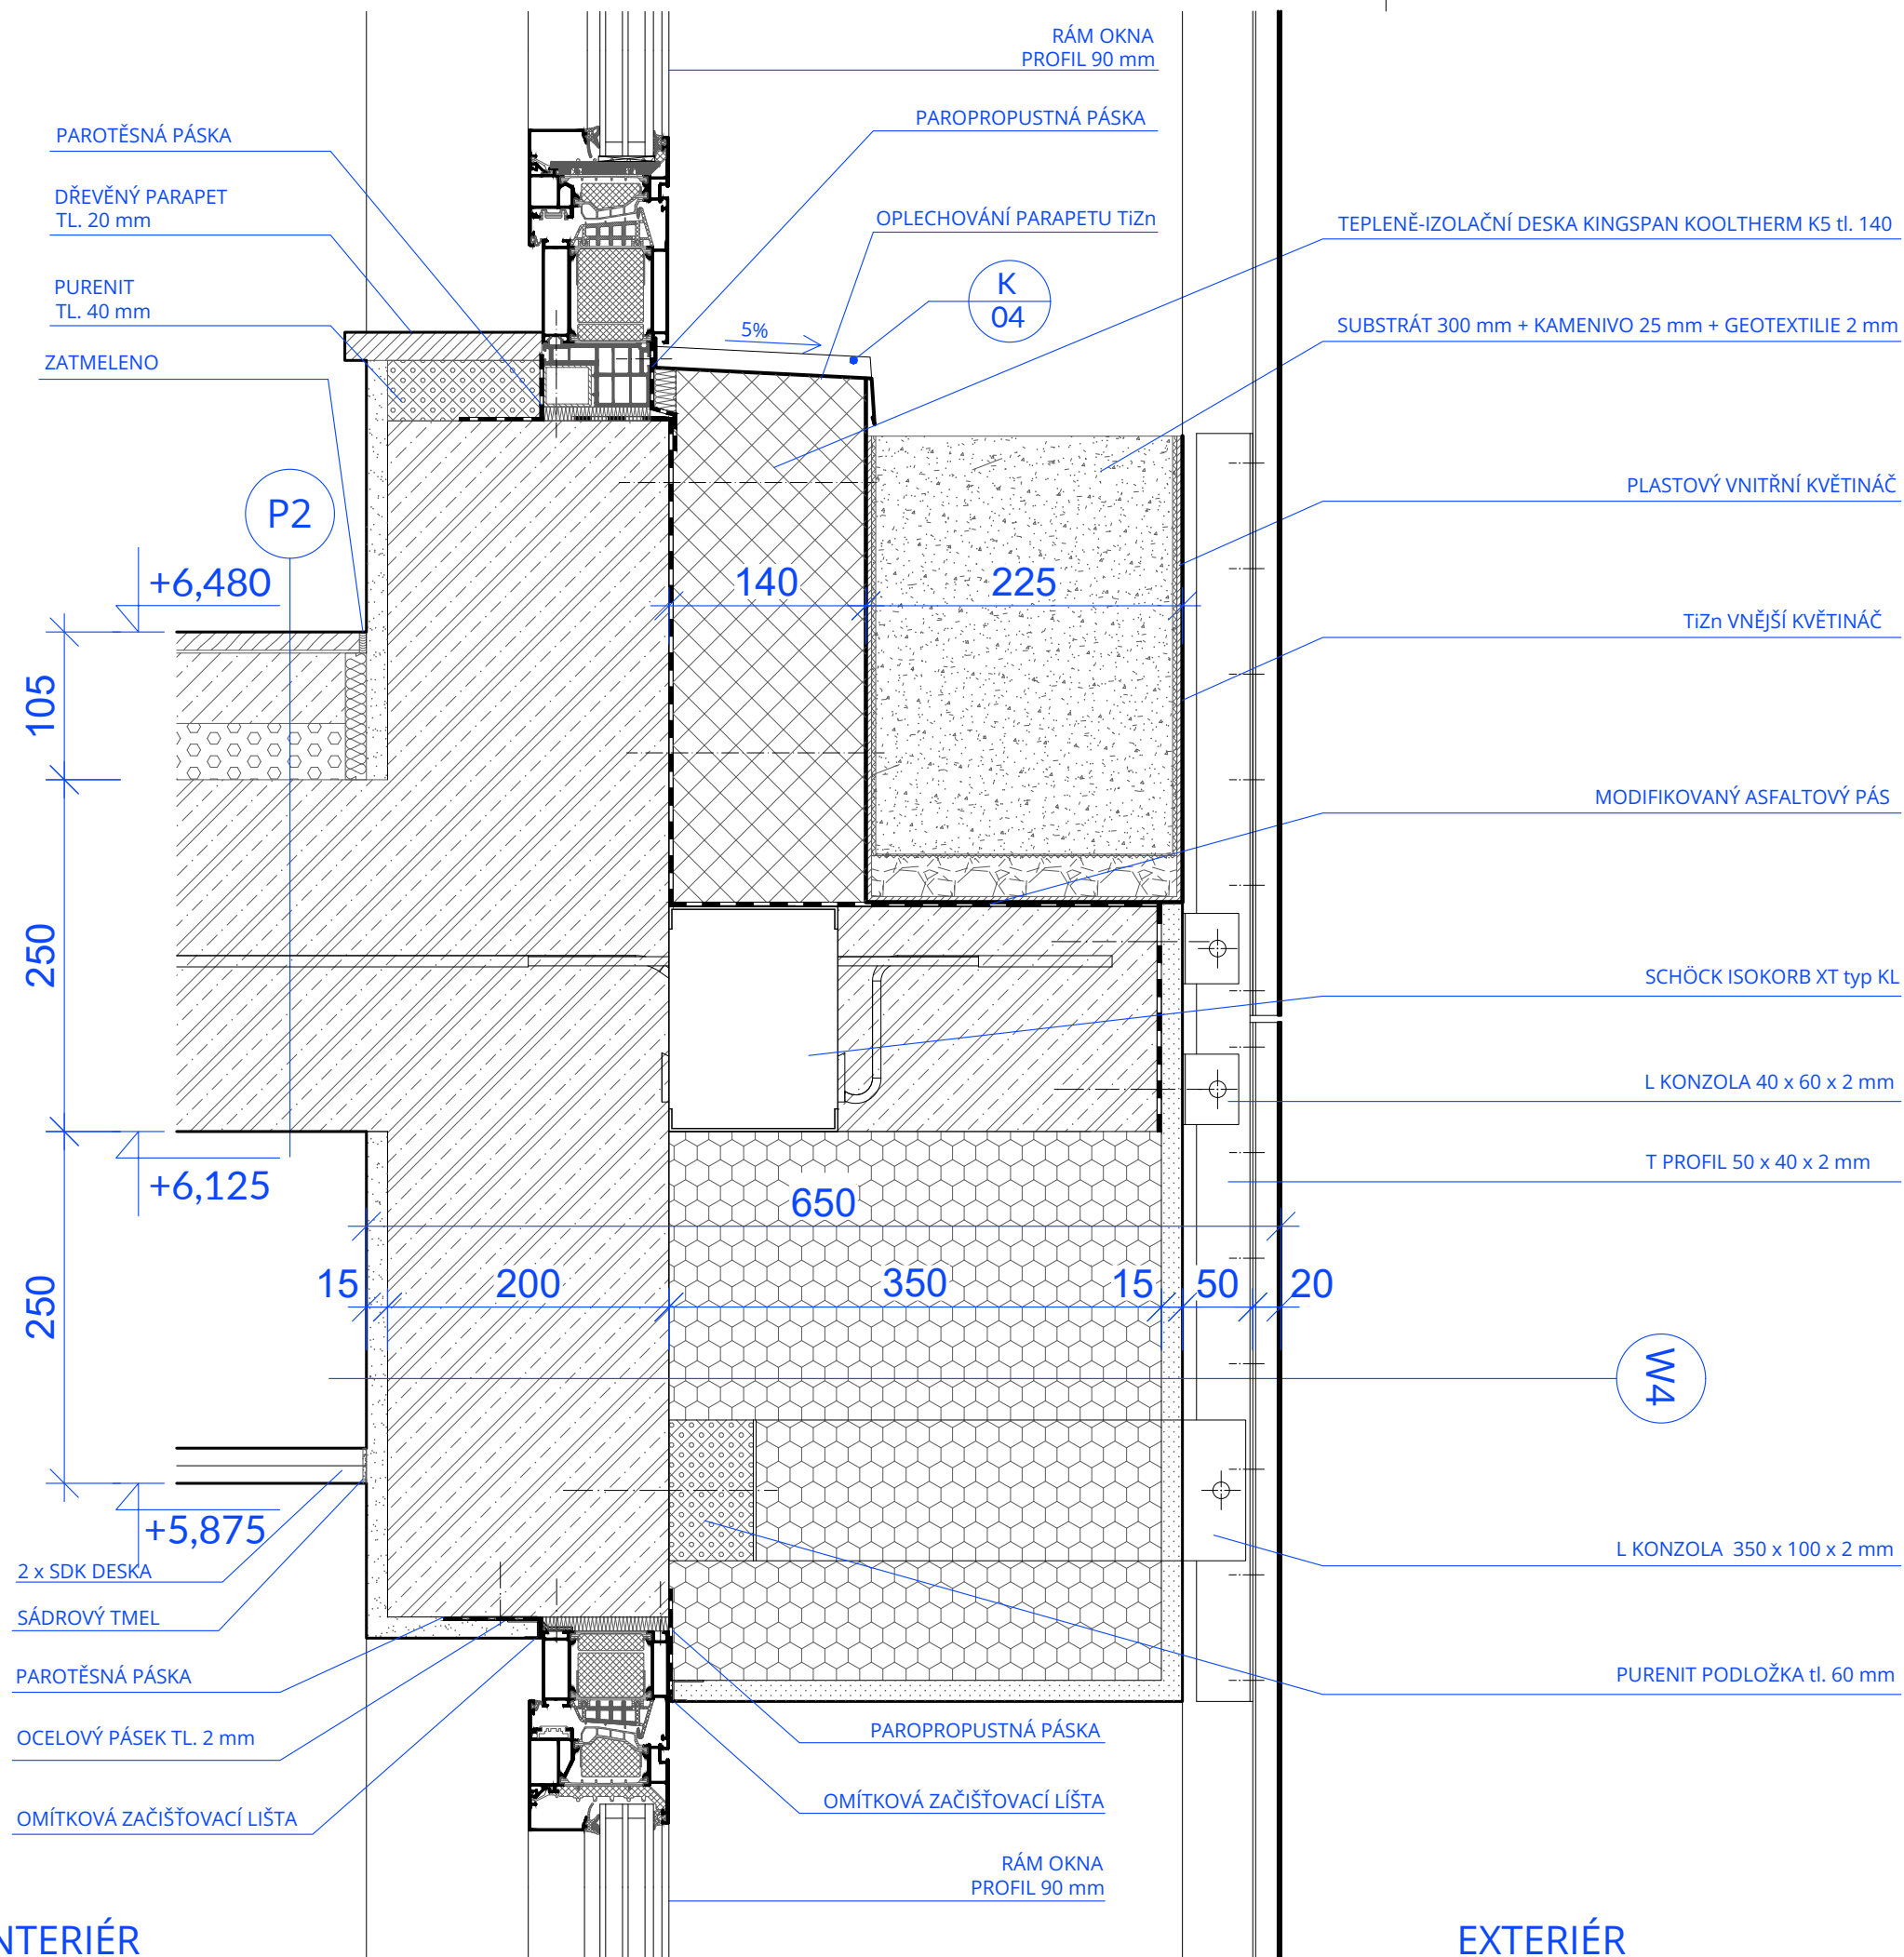 RÁM OKNA
PROFIL 90 mm
PAROPROPUSTNÁ PÁSKA
PAROTĚSNÁ PÁSKA
DŘEVĚNÝ PARAPET
TL. 20 mm
OPLECHOVÁNÍ PARAPETU TiZn
TEPLENĚ-IZOLAČNÍ DESKA KINGSPAN KOOLTHERM K5 tl. 140
PURENIT
TL. 40 mm
K
04
5%
SUBSTRÁT 300 mm + KAMENIVO 25 mm + GEOTEXTILIE 2 mm
ZATMELENO
PLASTOVÝ VNITŘNÍ KVĚTINÁČ
P2
+6,480
140
225
TiZn VNĚJŠÍ KVĚTINÁČ
105
MODIFIKOVANÝ ASFALTOVÝ PÁS
250
SCHÖCK ISOKORB XT typ KL
L KONZOLA 40 x 60 x 2 mm
T PROFIL 50 x 40 x 2 mm
+6,125
650
15
200
350
15
50
20
250
W4
+5,875
2 x SDK DESKA
L KONZOLA 350 x 100 x 2 mm
SÁDROVÝ TMEL
PAROTĚSNÁ PÁSKA
PURENIT PODLOŽKA tl. 60 mm
OCELOVÝ PÁSEK TL. 2 mm
PAROPROPUSTNÁ PÁSKA
OMÍTKOVÁ ZAČIŠŤOVACÍ LIŠTA
OMÍTKOVÁ ZAČIŠŤOVACÍ LÍŠTA
RÁM OKNA
PROFIL 90 mm
NTERIÉR
EXTERIÉR